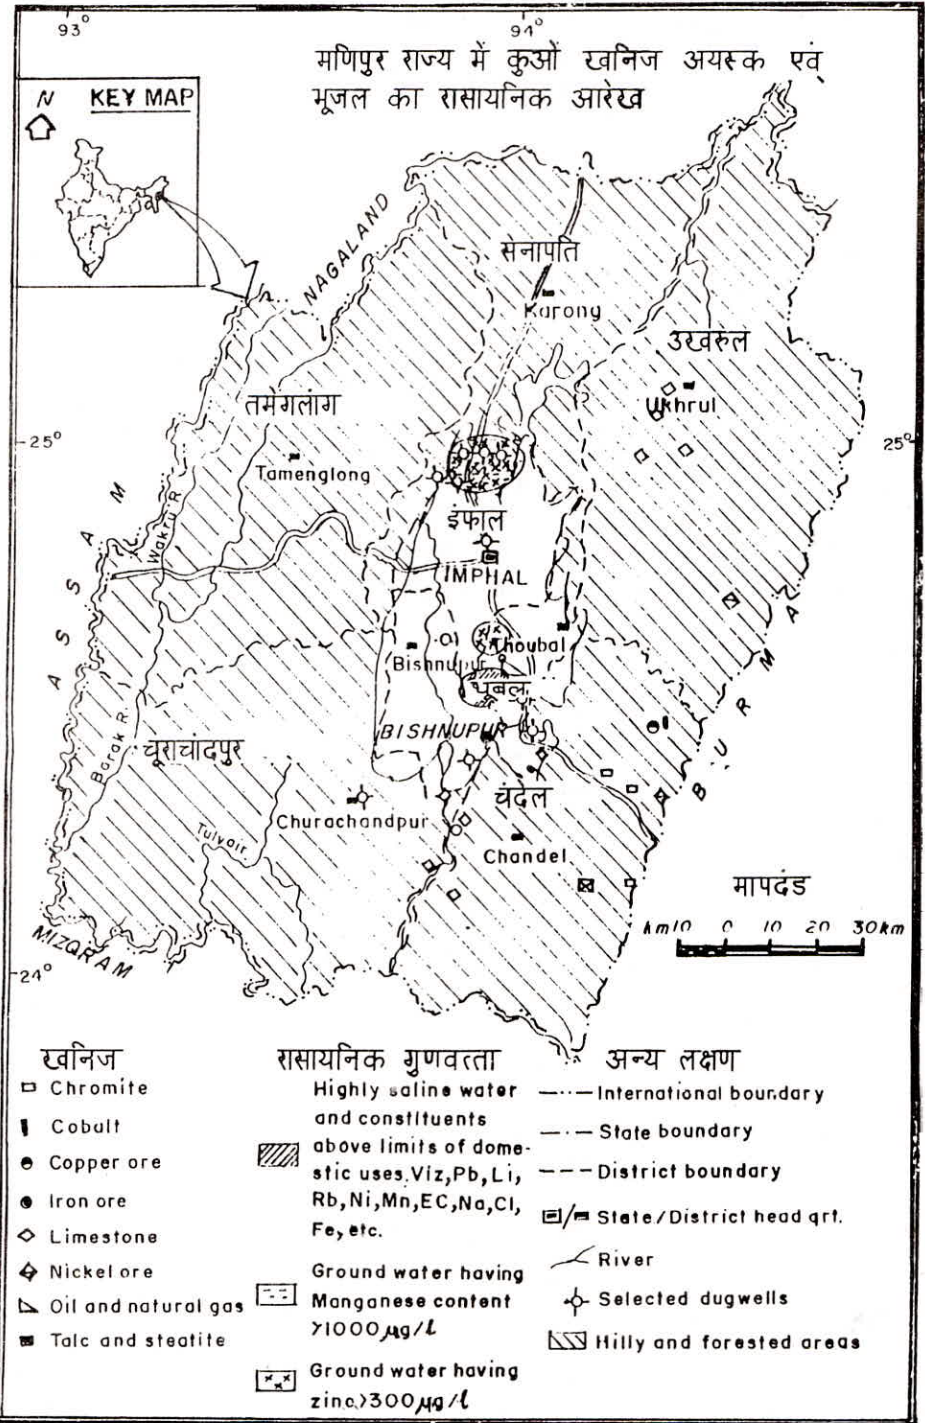 93°
94°
मणिपुर राज्य में कुओं खनिज अयस्क एवं
भूजल का रासायनिक आरेख
N
KEY MAP
NAGALAND
सेनापति
Karong
उखरुल
Ukhrul
तमेंगलांग
Tamenglong
25°
25°
ASSAM
Wakru R.
इंफाल
IMPHAL
Thoubal
Bishnupur
BISHNUPUR
BURMA
Barak R.
चूराचांदपुर
चंदेल
Churachandpur
Chandel
मापदंड
km10 0 10 20 30km
MIZORAM
24°
खनिज
Chromite
Cobalt
Copper ore
Iron ore
Limestone
Nickel ore
Oil and natural gas
Talc and steatite
रासायनिक गुणवत्ता
Highly saline water
and constituents
above limits of dome-
stic uses.Viz,Pb,Li,
Rb,Ni,Mn,EC,Na,Cl,
Fe, etc.
Ground water having
Manganese content
>1000 µg/l
Ground water having
zinc>300 µg/l
अन्य लक्षण
International boundary
State boundary
District boundary
State/District head qrt.
River
Selected dugwells
Hilly and forested areas